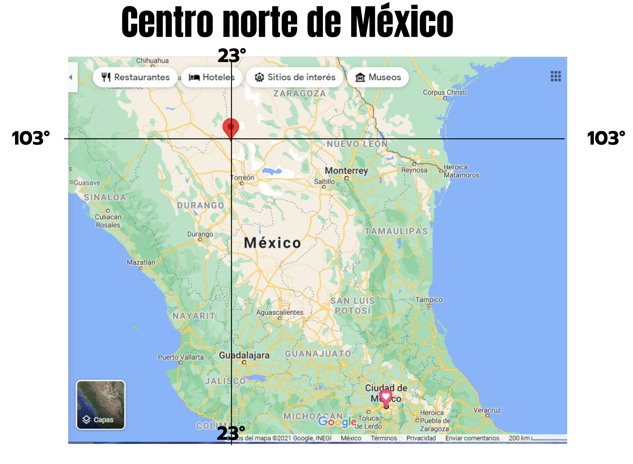 Centro norte de México
23°
Restaurantes
Hoteles
Sitios de interés
Museos
Chihuahua
ZARAGOZA
Corpus Christi
103°
103°
NUEVO LEÓN
Monterrey
Reynosa
Heroica
Matamoros
Torreón
Saltillo
Guasave
SINALOA
Culiacán
Rosales
DURANGO
Durango
México
TAMAULIPAS
Mazatlán
SAN LUIS
POTOSÍ
Tampico
NAYARIT
Aguascalientes
Puerto Vallarta
Guadalajara
GUANAJUATO
JALISCO
Ciudad de
México
Capas
MICHOACÁN
Toluca
de Lerdo
Heroica
Puebla de
Zaragoza
Veracruz
Google
23°
del mapa ©2021 Google, INEGI México Términos Privacidad Enviar comentarios 200 km